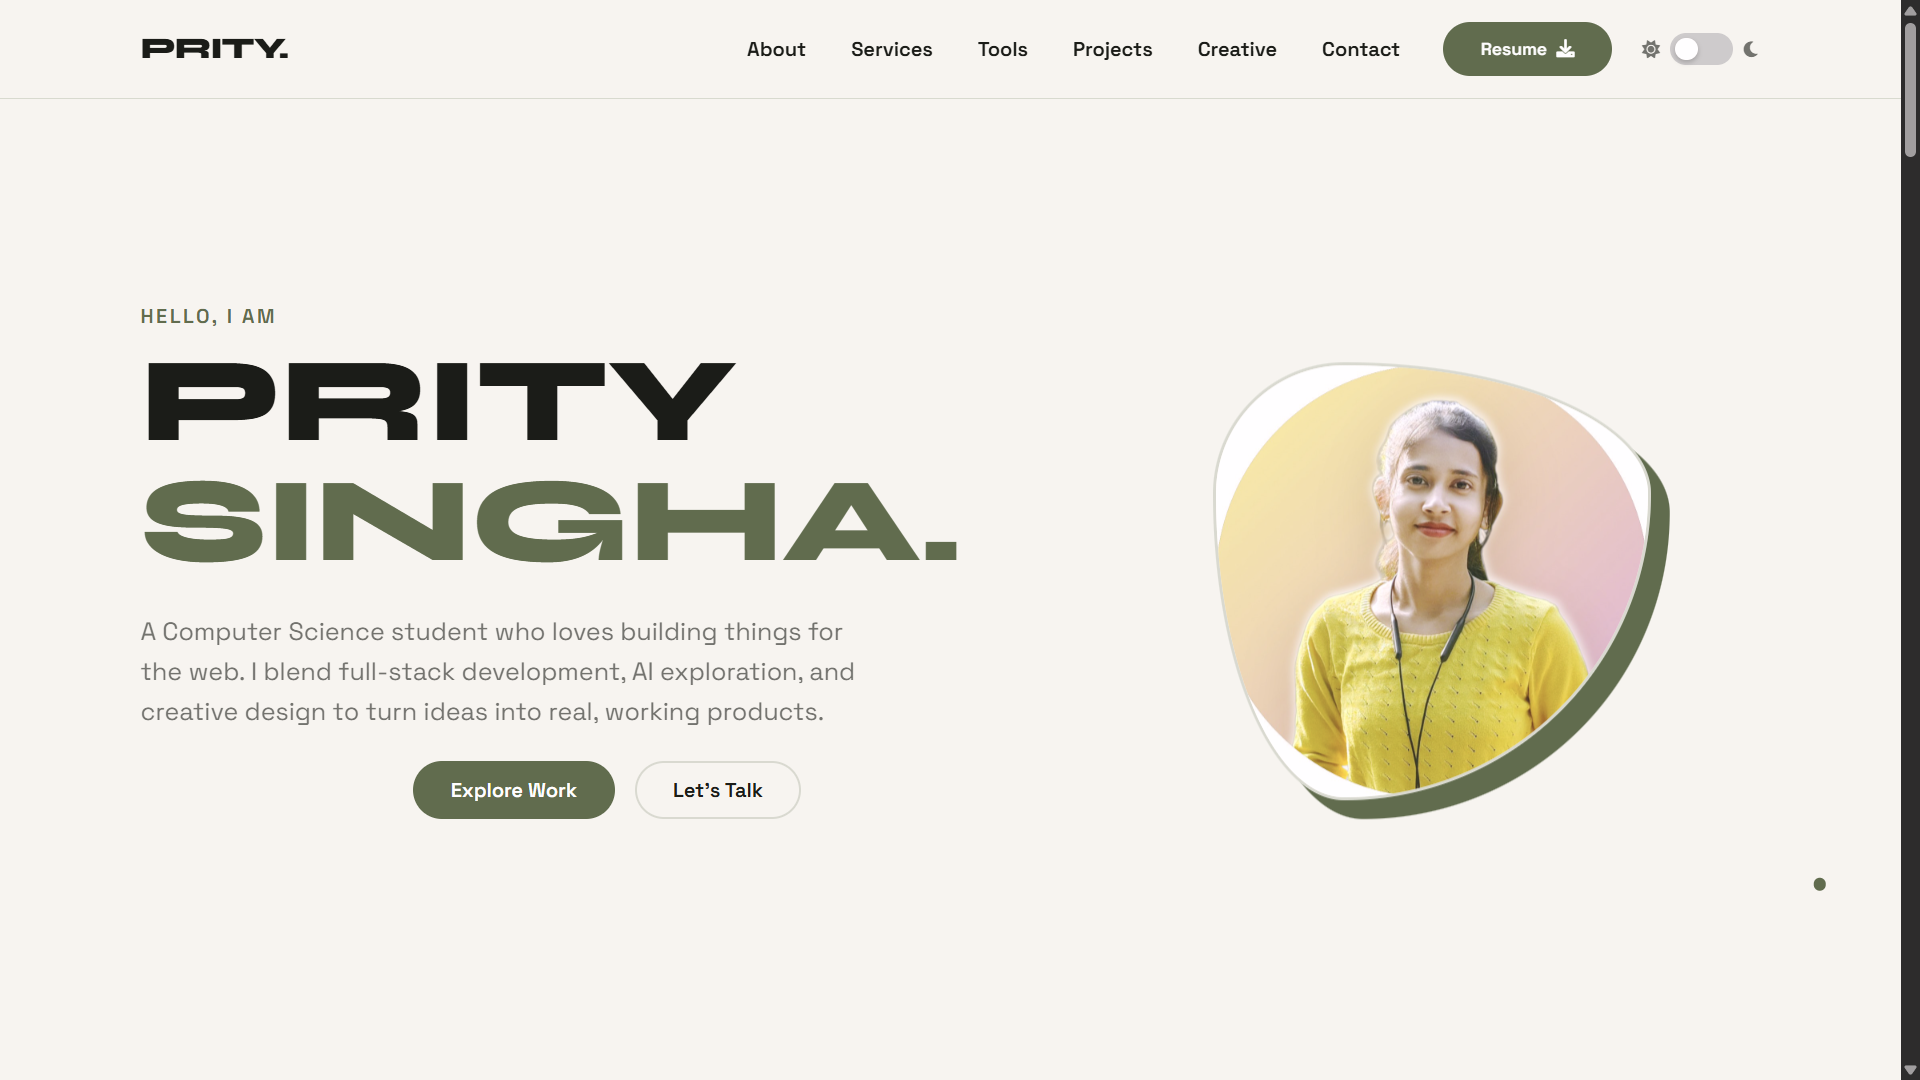 PRITY.
About Services Tools Projects Creative Contact Resume
HELLO, I AM
PRITY
SINGHA.
A Computer Science student who loves building things for
the web. I blend full-stack development, AI exploration, and
creative design to turn ideas into real, working products.
Explore Work Let's Talk